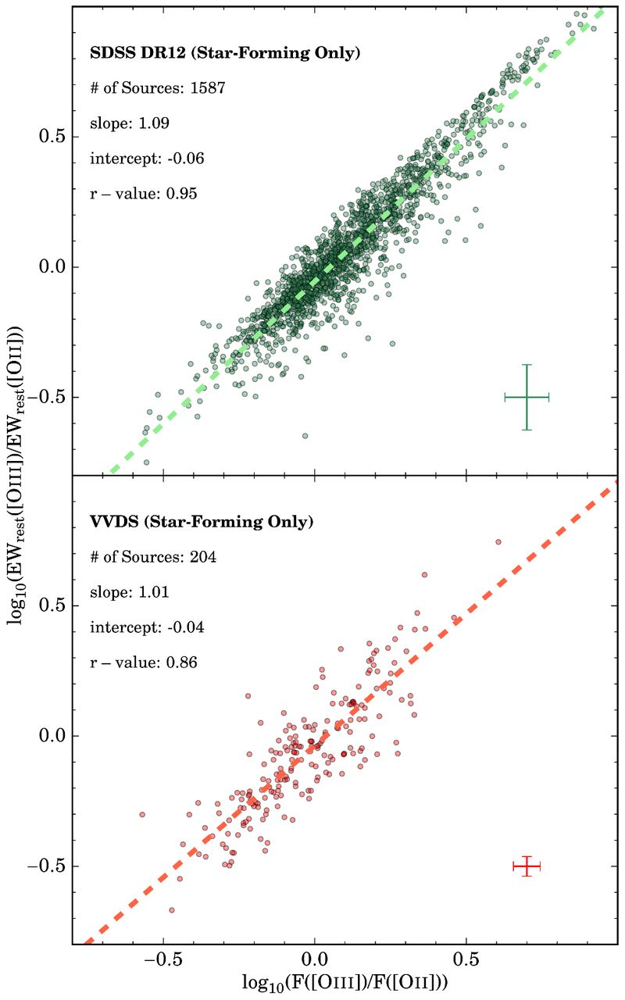 SDSS DR12 (Star-Forming Only)
# of Sources: 1587
slope: 1.09
intercept: -0.06
r – value: 0.95
0.5
0.0
−0.5
log₁₀(EWrest([OIII])/EWrest([OII]))
VVDS (Star-Forming Only)
# of Sources: 204
slope: 1.01
intercept: -0.04
r – value: 0.86
0.5
0.0
−0.5
−0.5 0.0 0.5
log₁₀(F([OIII])/F([OII]))